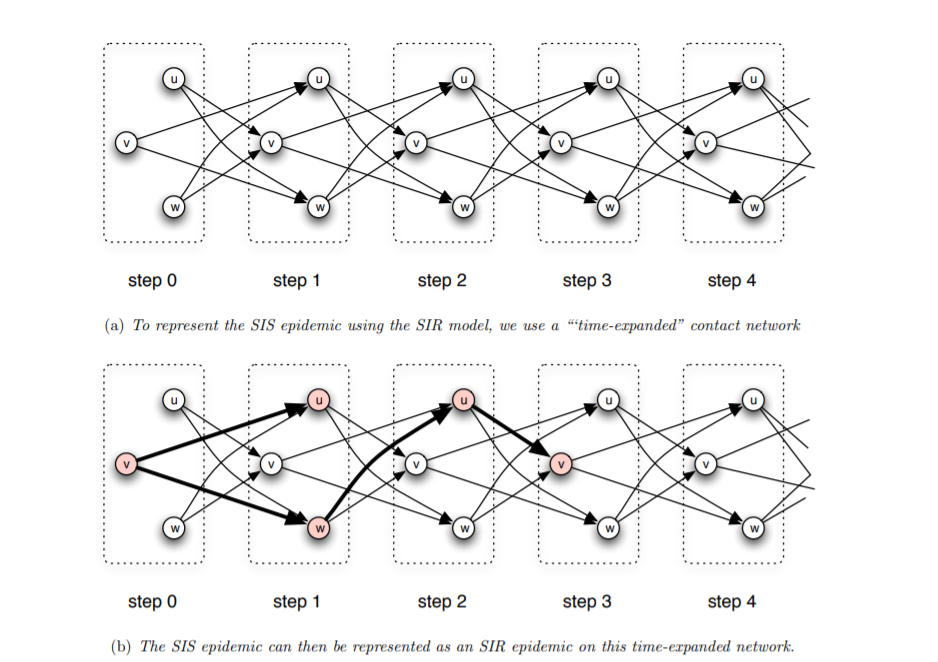 u u u u u
v v v v v
w w w w w
step 0 step 1 step 2 step 3 step 4
(a) To represent the SIS epidemic using the SIR model, we use a “‘time-expanded” contact network
u u u u u
v v v v v
w w w w w
step 0 step 1 step 2 step 3 step 4
(b) The SIS epidemic can then be represented as an SIR epidemic on this time-expanded network.